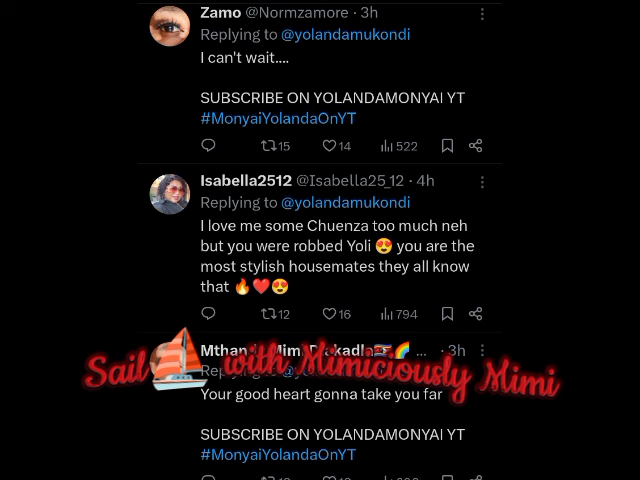 Zamo @Normzamore · 3h
Replying to @yolandamukondi
I can't wait....
SUBSCRIBE ON YOLANDAMONYAI YT
#MonyaiYolandaOnYT
15 14 522
Isabella2512 @Isabella25_12 · 4h
Replying to @yolandamukondi
I love me some Chuenza too much neh
but you were robbed Yoli 😍 you are the
most stylish housemates they all know
that 🔥❤️😍
12 16 794
· 3h
Sail⛵ with Mimiciously Mimi
Your good heart gonna take you far
SUBSCRIBE ON YOLANDAMONYAI YT
#MonyaiYolandaOnYT